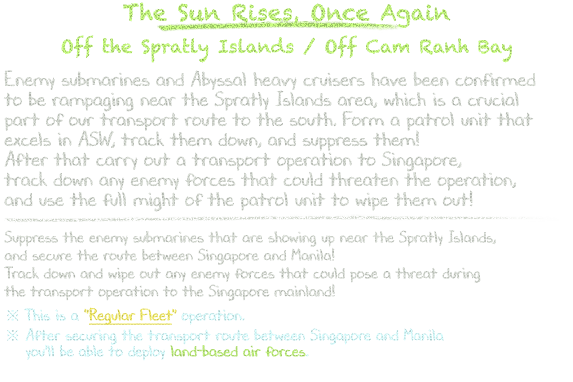 The Sun Rises, Once Again
Off the Spratly Islands / Off Cam Ranh Bay
Enemy submarines and Abyssal heavy cruisers have been confirmed
to be rampaging near the Spratly Islands area, which is a crucial
part of our transport route to the south. Form a patrol unit that
excels in ASW, track them down, and suppress them!
After that carry out a transport operation to Singapore,
track down any enemy forces that could threaten the operation,
and use the full might of the patrol unit to wipe them out!
Suppress the enemy submarines that are showing up near the Spratly Islands,
and secure the route between Singapore and Manila!
Track down and wipe out any enemy forces that could pose a threat during
the transport operation to the Singapore mainland!
※ This is a "Regular Fleet" operation.
※ After securing the transport route between Singapore and Manila
you'll be able to deploy land-based air forces.